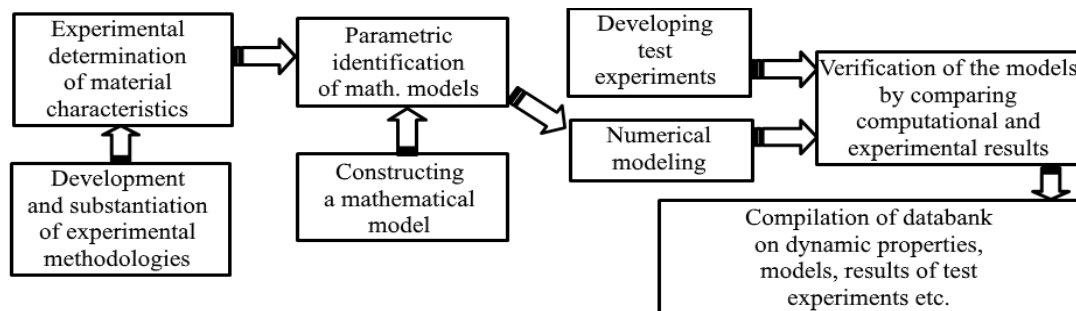 Experimental
determination
of material
characteristics
Development
and substantiation
of experimental
methodologies
Parametric
identification
of math. models
Constructing
a mathematical
model
Developing
test
experiments
Numerical
modeling
Verification of the models
by comparing
computational and
experimental results
Compilation of databank
on dynamic properties,
models, results of test
experiments etc.